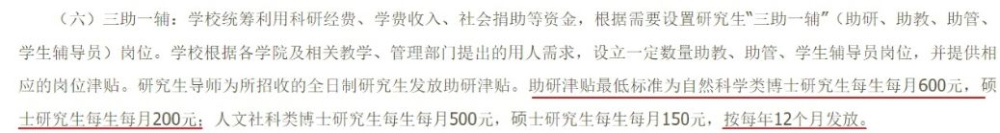 （六）三助一辅：学校统筹利用科研经费、学费收入、社会捐助等资金，根据需要设置研究生“三助一辅”（助研、助教、助管、
学生辅导员）岗位。学校根据各学院及相关教学、管理部门提出的用人需求，设立一定数量助教、助管、学生辅导员岗位，并提供相
应的岗位津贴。研究生导师为所招收的全日制研究生发放助研津贴。助研津贴最低标准为自然科学类博士研究生每生每月600元，硕
士研究生每生每月200元；人文社科类博士研究生每生每月500元，硕士研究生每生每月150元，按每年12个月发放。